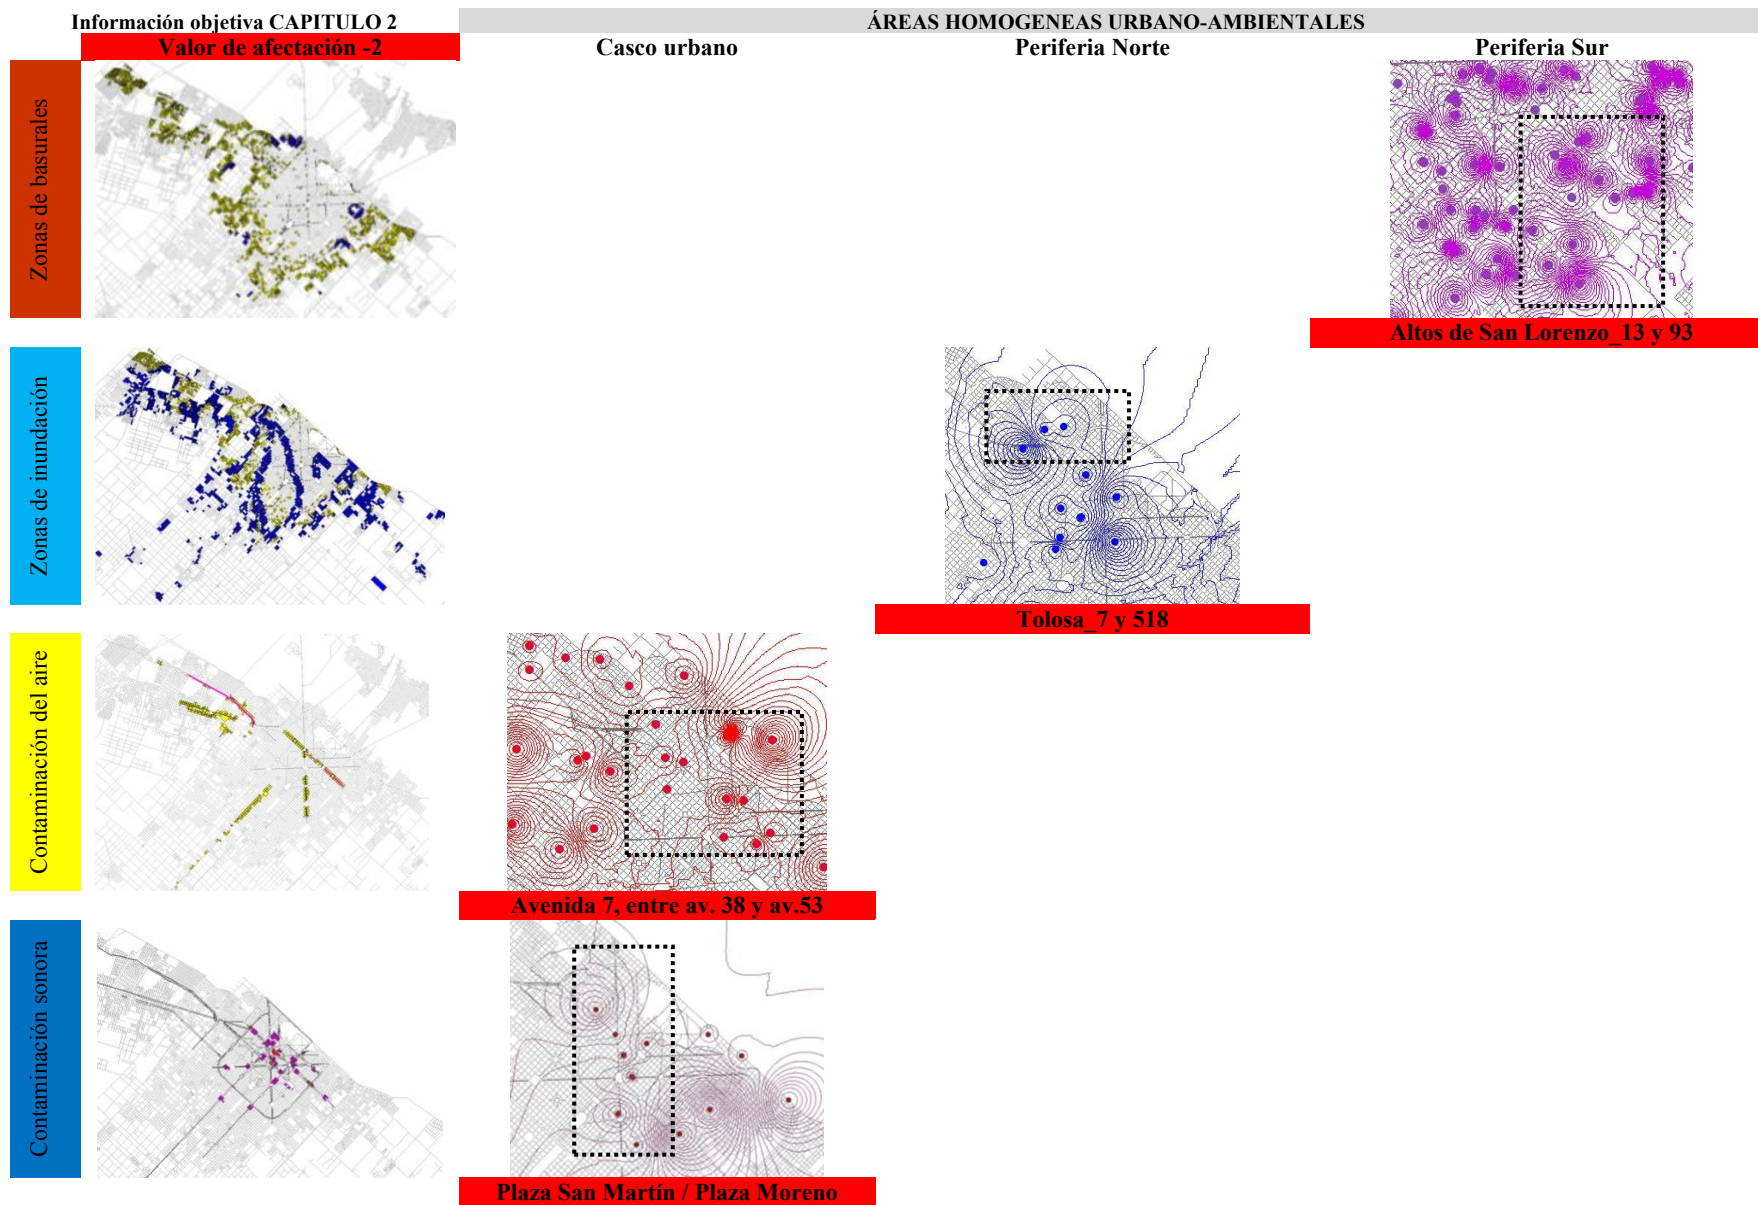 Información objetiva CAPITULO 2
ÁREAS HOMOGENEAS URBANO-AMBIENTALES
Valor de afectación -2
Casco urbano
Periferia Norte
Periferia Sur
Zonas de basurales
Altos de San Lorenzo_13 y 93
Zonas de inundación
Tolosa_7 y 518
Contaminación del aire
Avenida 7, entre av. 38 y av.53
Contaminación sonora
Plaza San Martín / Plaza Moreno